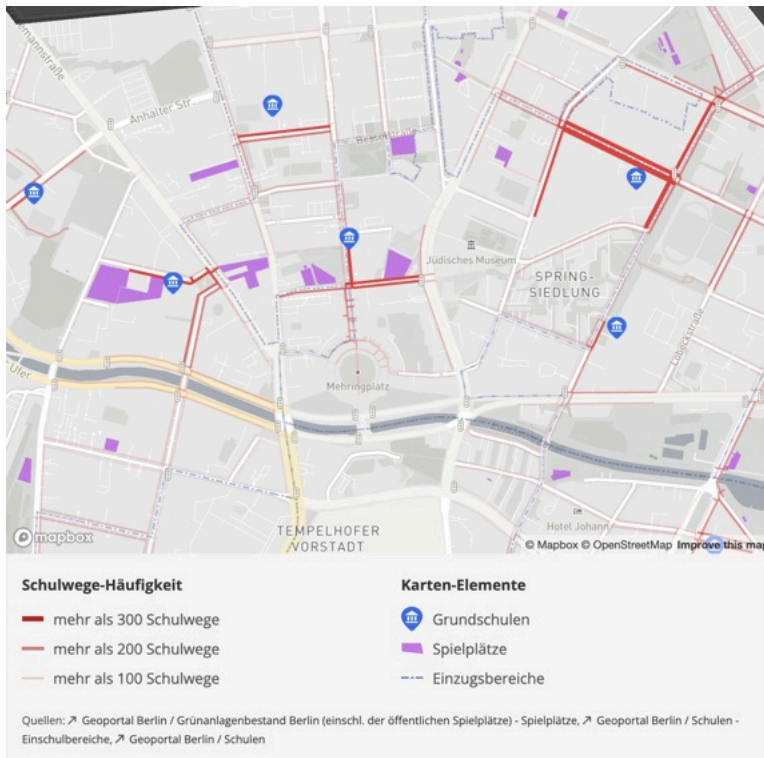 emannstraße
Anhalter Str
Besselstraße
Jüdisches Museum
SPRING-
SIEDLUNG
Lobeckstraße
Ufer
Mehringplatz
Hotel Johann
TEMPELHOFER
VORSTADT
mapbox
© Mapbox © OpenStreetMap Improve this map
Schulwege-Häufigkeit
mehr als 300 Schulwege
mehr als 200 Schulwege
mehr als 100 Schulwege
Karten-Elemente
Grundschulen
Spielplätze
Einzugsbereiche
Quellen: ↗ Geoportal Berlin / Grünanlagenbestand Berlin (einschl. der öffentlichen Spielplätze) - Spielplätze, ↗ Geoportal Berlin / Schulen -
Einschulbereiche, ↗ Geoportal Berlin / Schulen